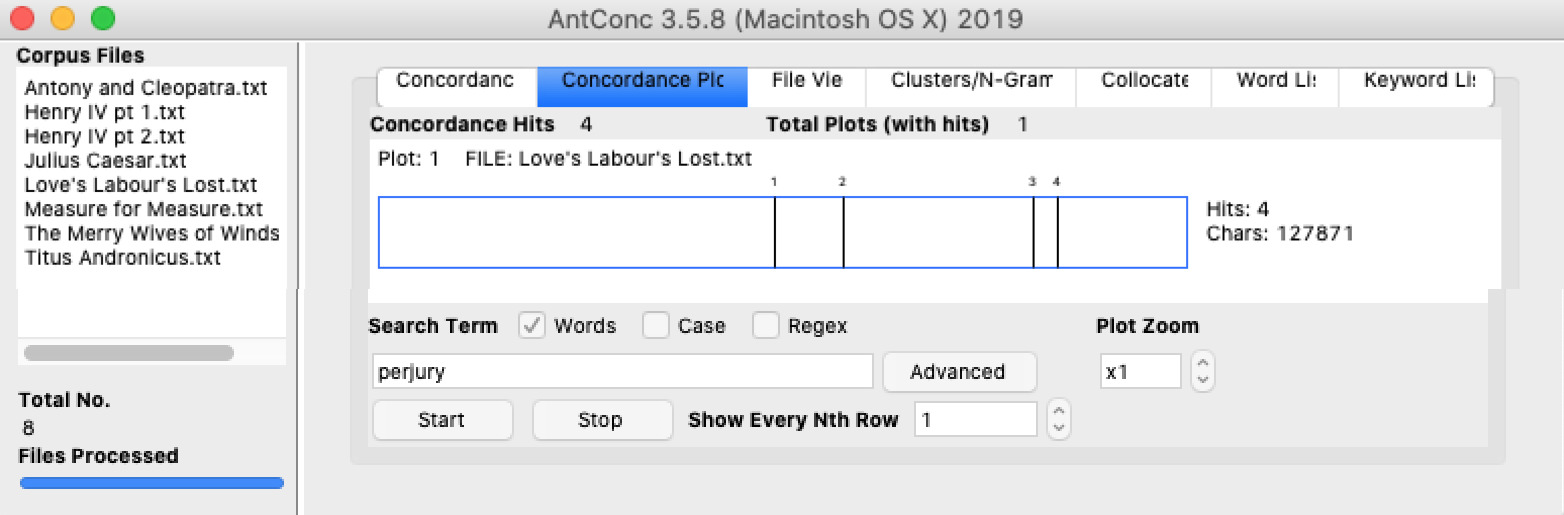 AntConc 3.5.8 (Macintosh OS X) 2019
Corpus Files
Antony and Cleopatra.txt
Henry IV pt 1.txt
Henry IV pt 2.txt
Julius Caesar.txt
Love's Labour's Lost.txt
Measure for Measure.txt
The Merry Wives of Winds
Titus Andronicus.txt
Total No.
8
Files Processed
Concordanc Concordance Plc File Vie Clusters/N-Gram Collocate Word Li: Keyword Li:
Concordance Hits 4 Total Plots (with hits) 1
Plot: 1 FILE: Love's Labour's Lost.txt
1 2 3 4
Hits: 4
Chars: 127871
Search Term Words Case Regex Plot Zoom
perjury Advanced x1
Start Stop Show Every Nth Row 1